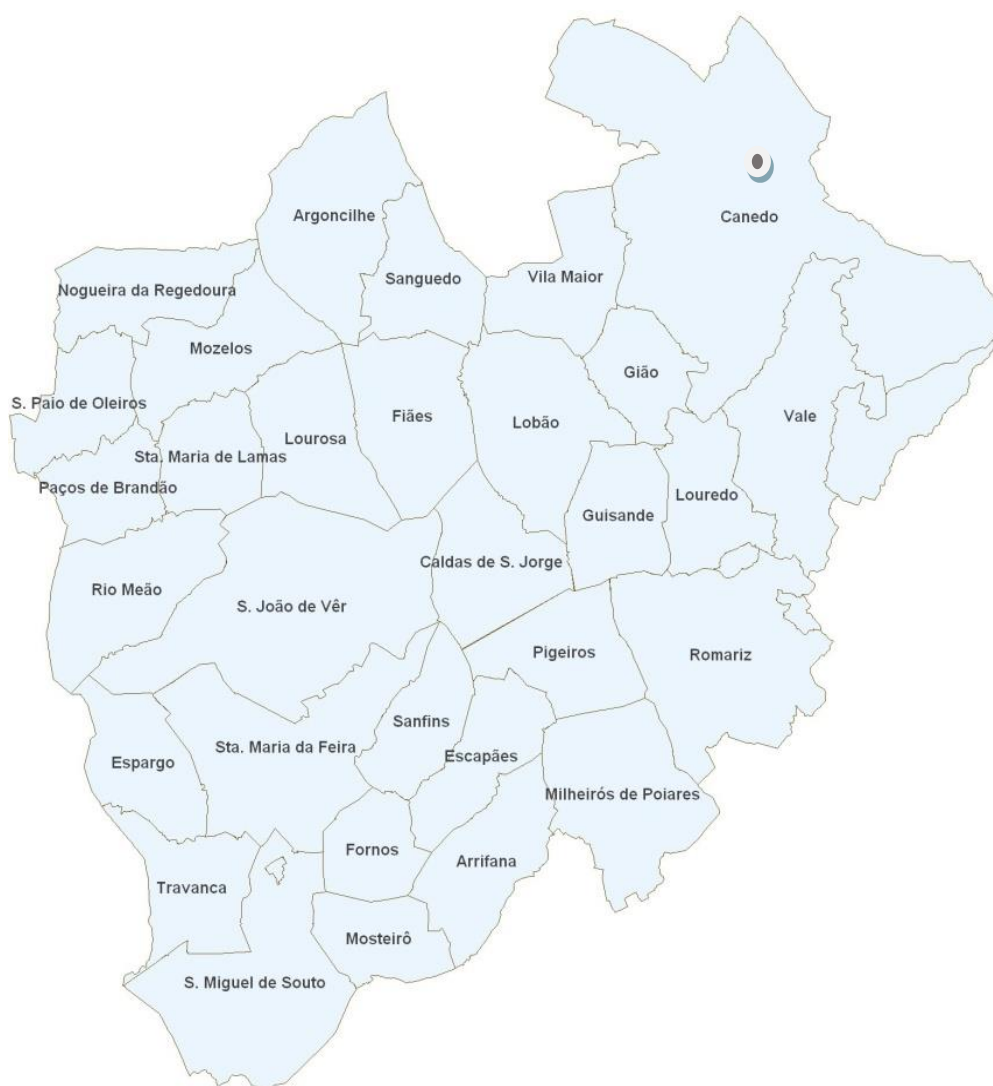 Argoncilhe
Canedo
Sanguedo
Vila Maior
Nogueira da Regedoura
Mozelos
Gião
S. Paio de Oleiros
Fiães
Lobão
Vale
Lourosa
Sta. Maria de Lamas
Paços de Brandão
Louredo
Guisande
Caldas de S. Jorge
Rio Meão
S. João de Vêr
Pigeiros
Romariz
Sanfins
Sta. Maria da Feira
Escapães
Espargo
Milheirós de Poiares
Fornos
Arrifana
Travanca
Mosteirô
S. Miguel de Souto